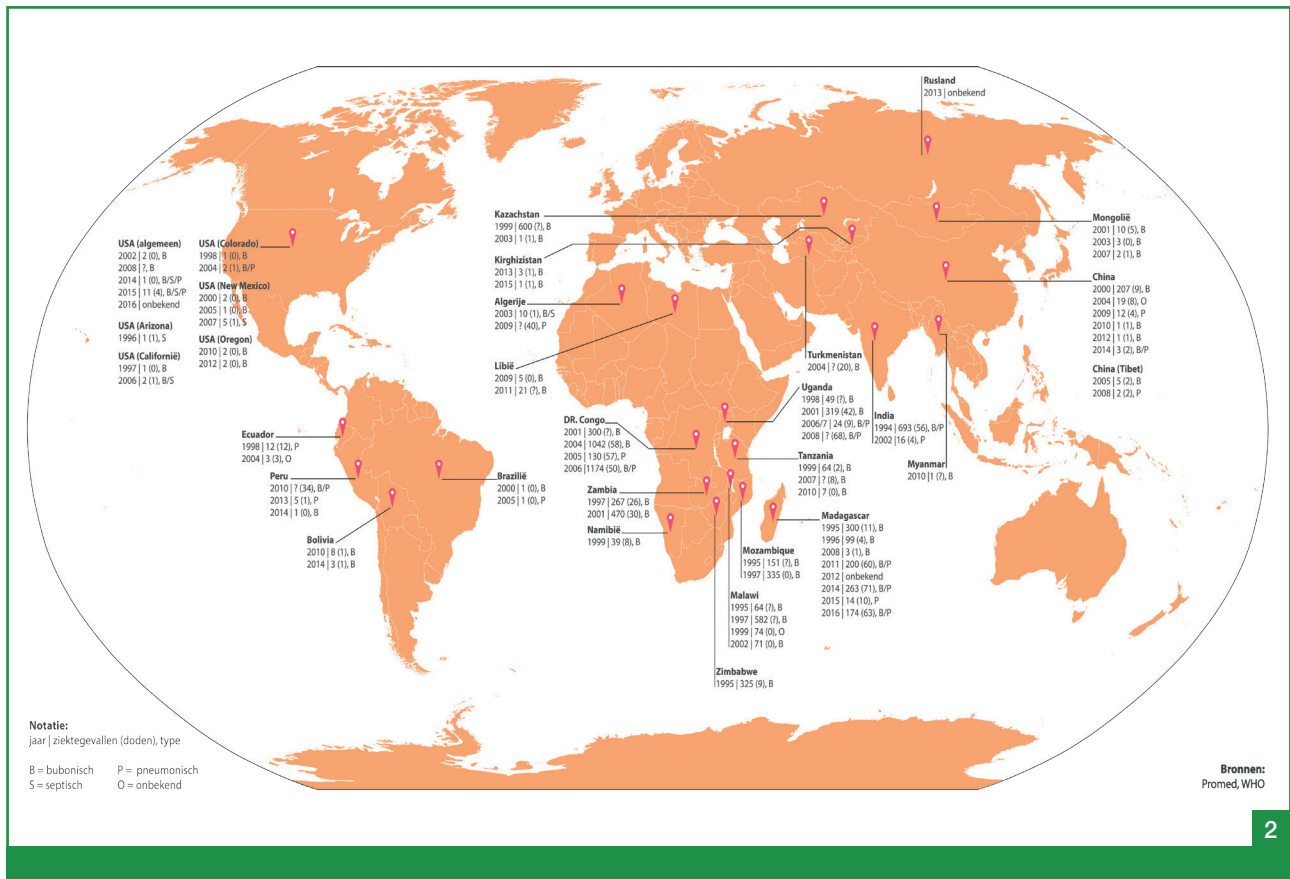 Rusland
2013 | onbekend
Kazachstan
1999 | 600 (?), B
2003 | 1 (1), B
Kirghizistan
2013 | 3 (1), B
2015 | 1 (1), B
Algerije
2003 | 10 (1), B/S
2009 | ? (40), P
Libië
2009 | 5 (0), B
2011 | 21 (?), B
Mongolië
2001 | 10 (5), B
2003 | 3 (0), B
2007 | 2 (1), B
China
2000 | 207 (9), B
2004 | 19 (8), O
2009 | 12 (4), P
2010 | 1 (1), B
2012 | 1 (1), B
2014 | 3 (2), B/P
China (Tibet)
2005 | 5 (2), B
2008 | 2 (2), P
USA (algemeen)
2002 | 2 (0), B
2008 | ?, B
2014 | 1 (0), B/S/P
2015 | 11 (4), B/S/P
2016 | onbekend
USA (Arizona)
1996 | 1 (1), S
USA (Californië)
1997 | 1 (0), B
2006 | 2 (1), B/S
USA (Colorado)
1998 | 1 (0), B
2004 | 2 (1), B/P
USA (New Mexico)
2000 | 2 (0), B
2005 | 1 (0), B
2007 | 5 (1), S
USA (Oregon)
2010 | 2 (0), B
2012 | 2 (0), B
Turkmenistan
2004 | ? (20), B
Uganda
1998 | 49 (?), B
2001 | 319 (42), B
2006/7 | 24 (9), B/P
2008 | ? (68), B/P
India
1994 | 693 (56), B/P
2002 | 16 (4), P
Myanmar
2010 |1 (?), B
DR. Congo
2001 | 300 (?), B
2004 | 1042 (58), B
2005 | 130 (57), P
2006 |1174 (50), B/P
Tanzania
1999 | 64 (2), B
2007 | ? (8), B
2010 | 7 (0), B
Ecuador
1998 | 12 (12), P
2004 | 3 (3), O
Peru
2010 | ? (34), B/P
2013 | 5 (1), P
2014 | 1 (0), B
Brazilië
2000 | 1 (0), B
2005 | 1 (0), P
Bolivia
2010 | 8 (1), B
2014 | 3 (1), B
Zambia
1997 | 267 (26), B
2001 | 470 (30), B
Namibië
1999 | 39 (8), B
Mozambique
1995 | 151 (?), B
1997 | 335 (0), B
Madagascar
1995 | 300 (11), B
1996 | 99 (4), B
2008 | 3 (1), B
2011 | 200 (60), B/P
2012 | onbekend
2014 | 263 (71), B/P
2015 | 14 (10), P
2016 | 174 (63), B/P
Malawi
1995 | 64 (?), B
1997 | 582 (?), B
1999 | 74 (0), O
2002 | 71 (0), B
Zimbabwe
1995 | 325 (9), B
Notatie:
jaar | ziektegevallen (doden), type
B = bubonisch P = pneumonisch
S = septisch O = onbekend
Bronnen:
Promed, WHO
2